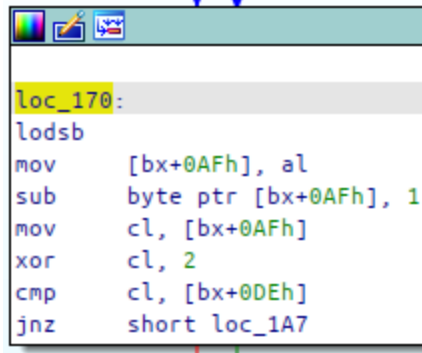 loc_170:
lodsb
mov [bx+0AFh], al
sub byte ptr [bx+0AFh], 1
mov cl, [bx+0AFh]
xor cl, 2
cmp cl, [bx+0DEh]
jnz short loc_1A7